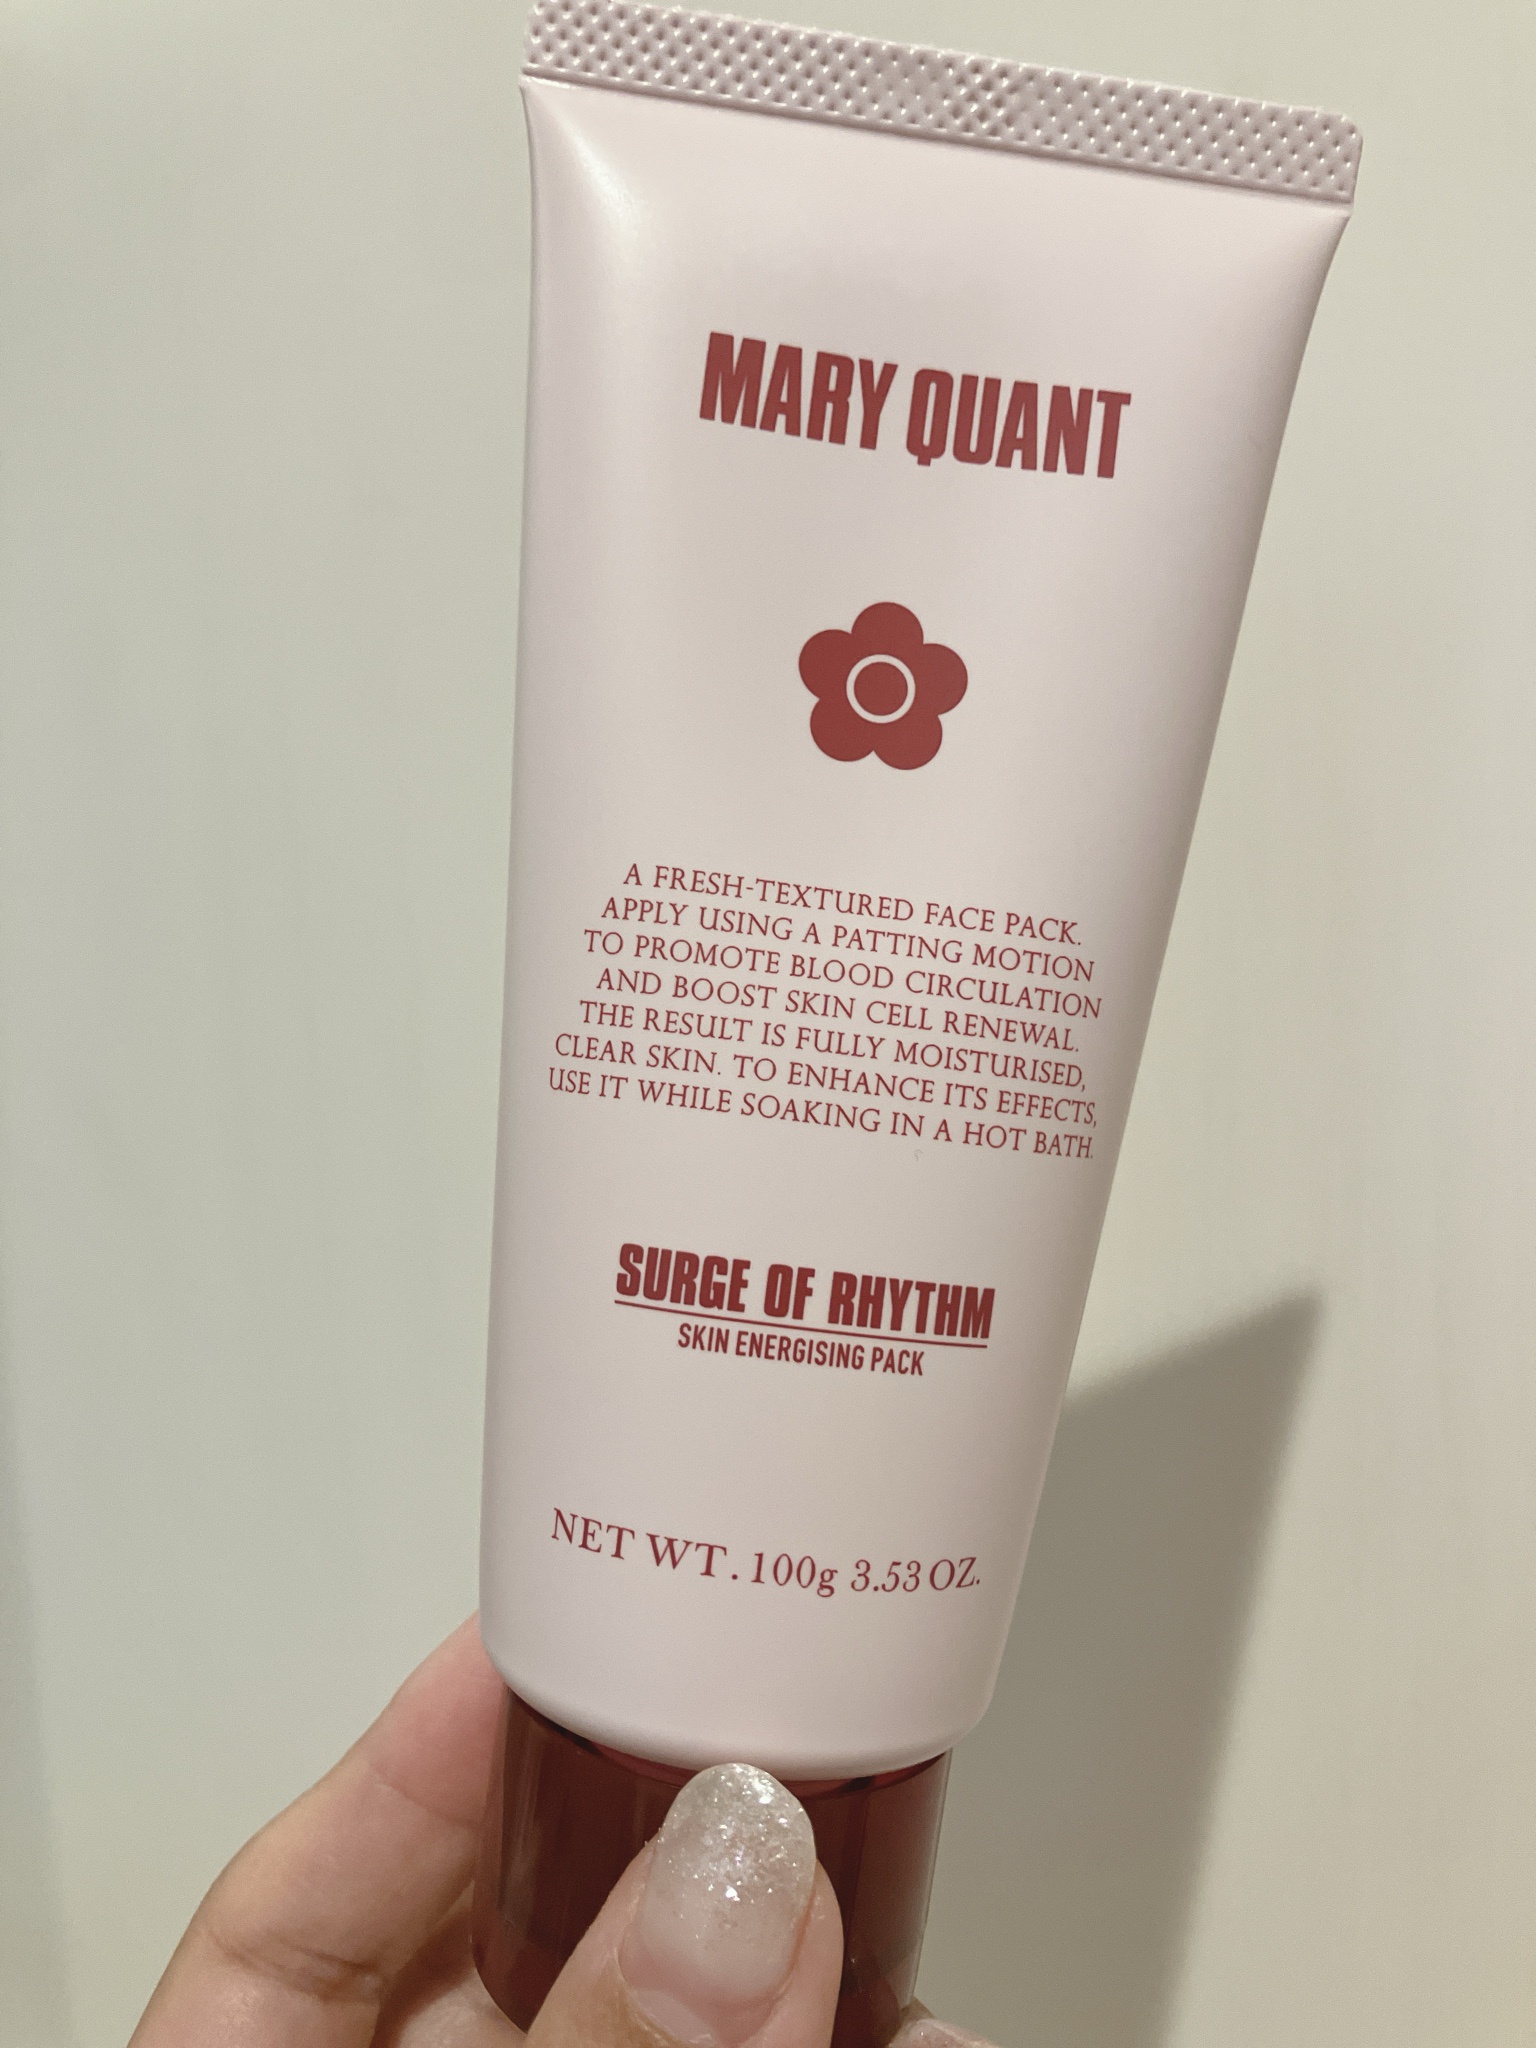 MARY QUANT
A FRESH-TEXTURED FACE PACK.
APPLY USING A PATTING MOTION
TO PROMOTE BLOOD CIRCULATION
AND BOOST SKIN CELL RENEWAL.
THE RESULT IS FULLY MOISTURISED,
CLEAR SKIN. TO ENHANCE ITS EFFECTS,
USE IT WHILE SOAKING IN A HOT BATH.
SURGE OF RHYTHM
SKIN ENERGISING PACK
NET WT. 100g 3.53 OZ.